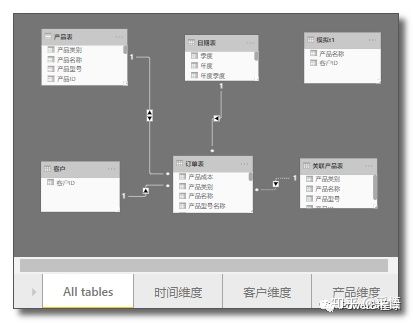 产品表
产品类别
产品名称
产品型号
产品ID
日期表
季度
年度
年度季度
模拟t1
产品名称
客户ID
客户
客户ID
订单表
产品成本
产品类别
产品名称
产品型号名称
关联产品表
产品类别
产品名称
产品型号
1
1
1
1
All tables
时间维度
客户维度
产品维度